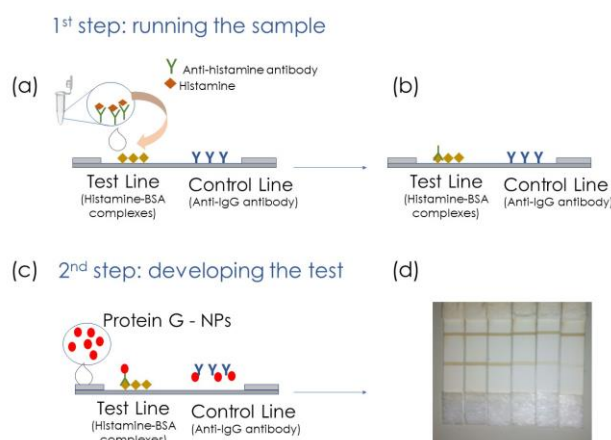 1st step: running the sample
Anti-histamine antibody
Histamine
(a)
(b)
Test Line
(Histamine-BSA
complexes)
Control Line
(Anti-IgG antibody)
Test Line
(Histamine-BSA
complexes)
Control Line
(Anti-IgG antibody)
(c) 2nd step: developing the test
(d)
Protein G - NPs
Test Line
(Histamine-BSA
complexes)
Control Line
(Anti-IgG antibody)